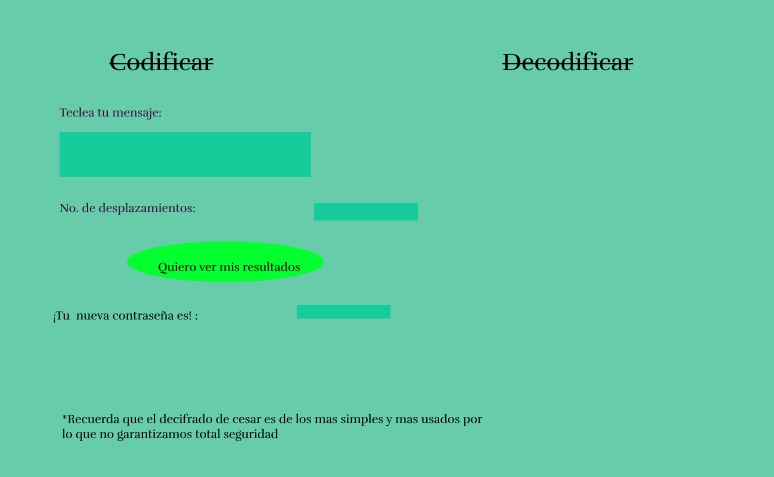 Codificar
Decodificar
Teclea tu mensaje:
No. de desplazamientos:
Quiero ver mis resultados
¡Tu nueva contraseña es! :
*Recuerda que el decifrado de cesar es de los mas simples y mas usados por
lo que no garantizamos total seguridad